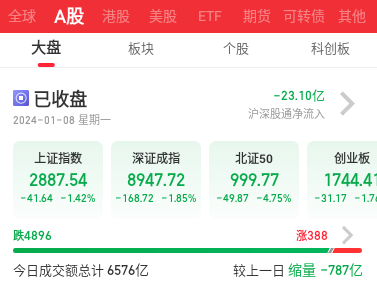 全球 A股 港股 美股 ETF 期货 可转债 其他
大盘 板块 个股 科创板
已收盘 -23.10亿
2024-01-08 星期一 沪深股通净流入
上证指数 深证成指 北证50 创业板
2887.54 8947.72 999.77 1744.41
-41.64 -1.42% -168.72 -1.85% -49.87 -4.75% -31.17 -1.7
跌4896 涨388
今日成交额总计 6576亿 较上一日 缩量 -787亿